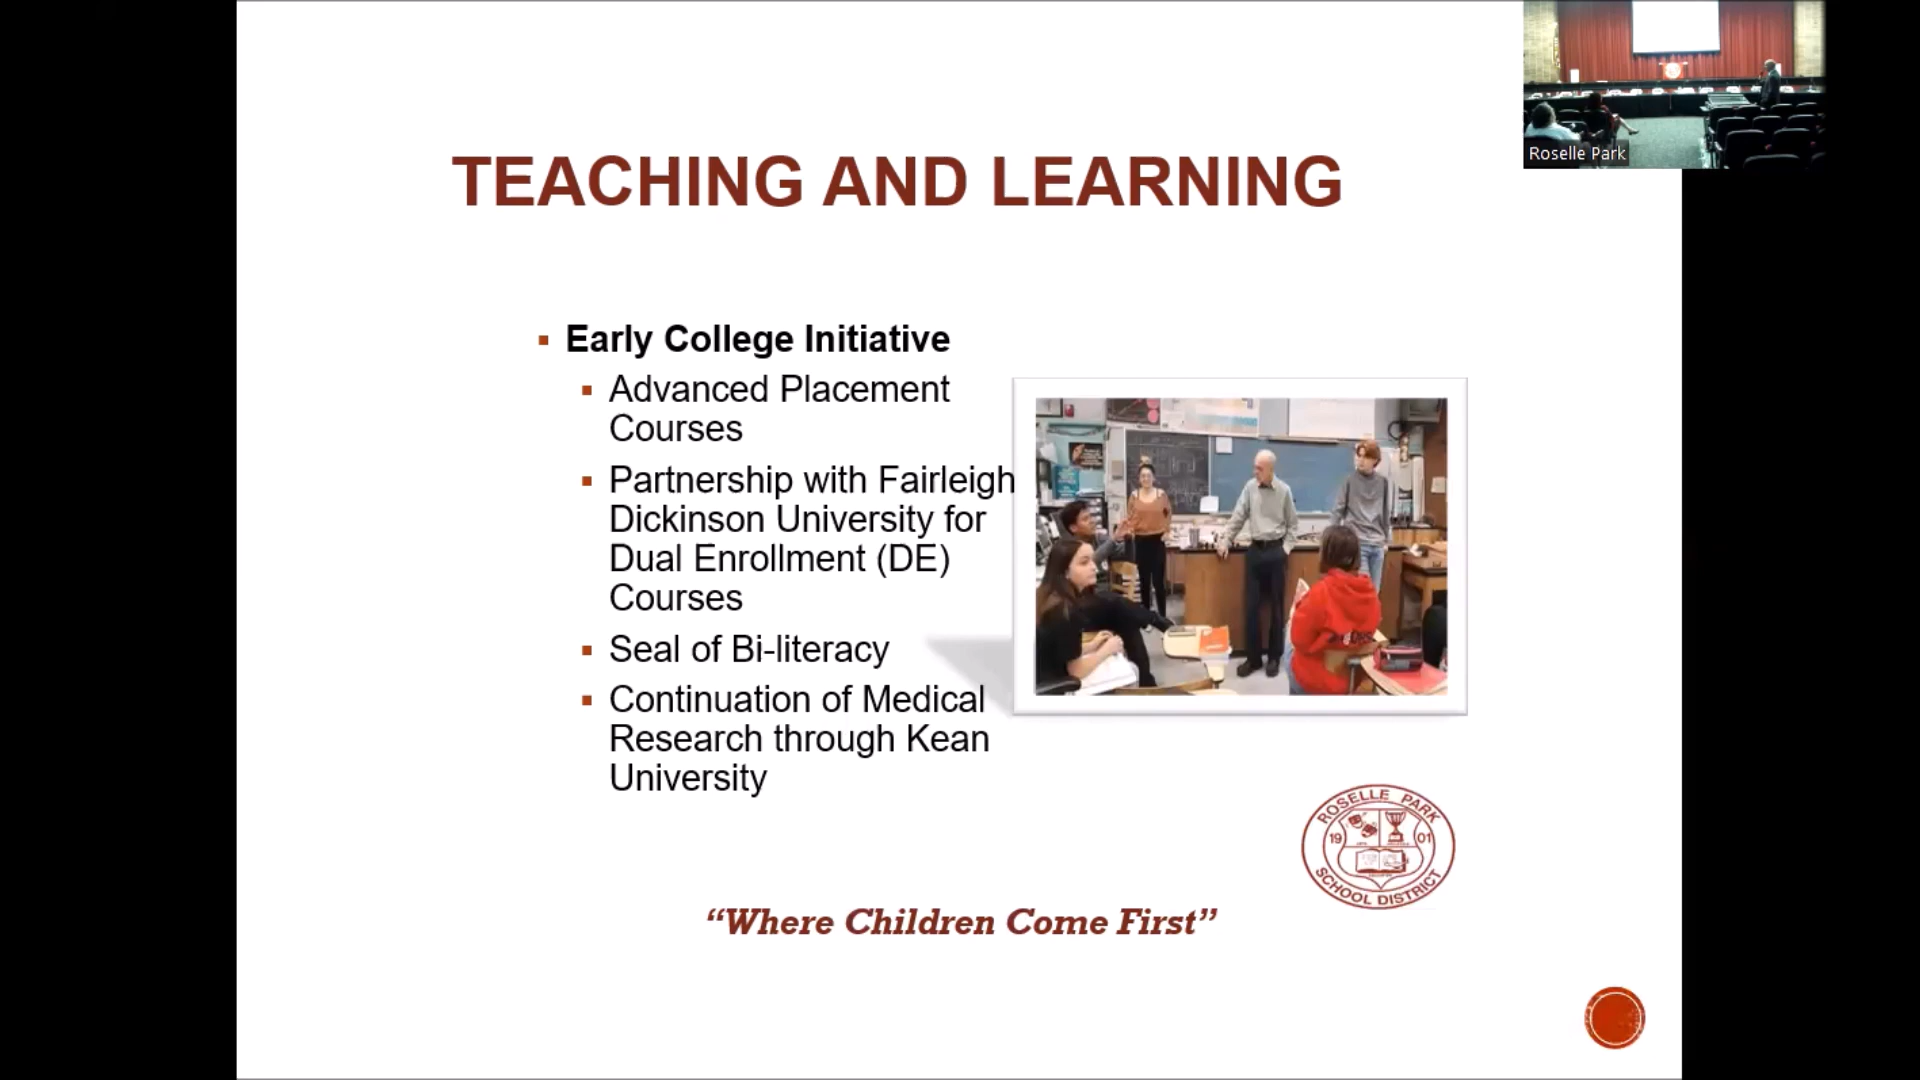 Roselle Park
TEACHING AND LEARNING
Early College Initiative
Advanced Placement
Courses
Partnership with Fairleigh
Dickinson University for
Dual Enrollment (DE)
Courses
Seal of Bi-literacy
Continuation of Medical
Research through Kean
University
ROSELLE PARK
19 01
SCHOOL DISTRICT
“Where Children Come First”